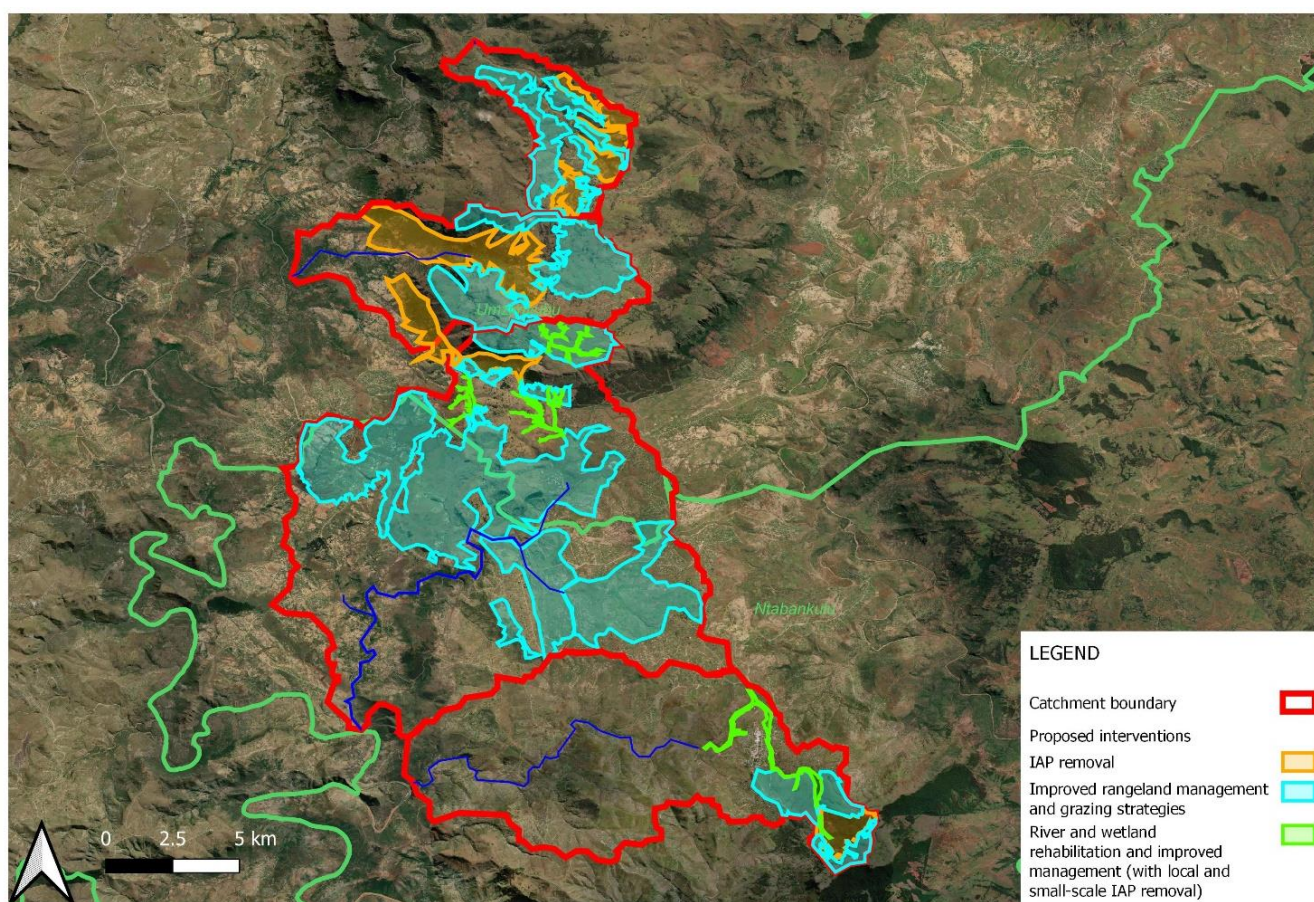 Ntabankulu
LEGEND
Catchment boundary
Proposed interventions
IAP removal
Improved rangeland management
and grazing strategies
River and wetland
rehabilitation and improved
management (with local and
small-scale IAP removal)
0 2.5 5 km